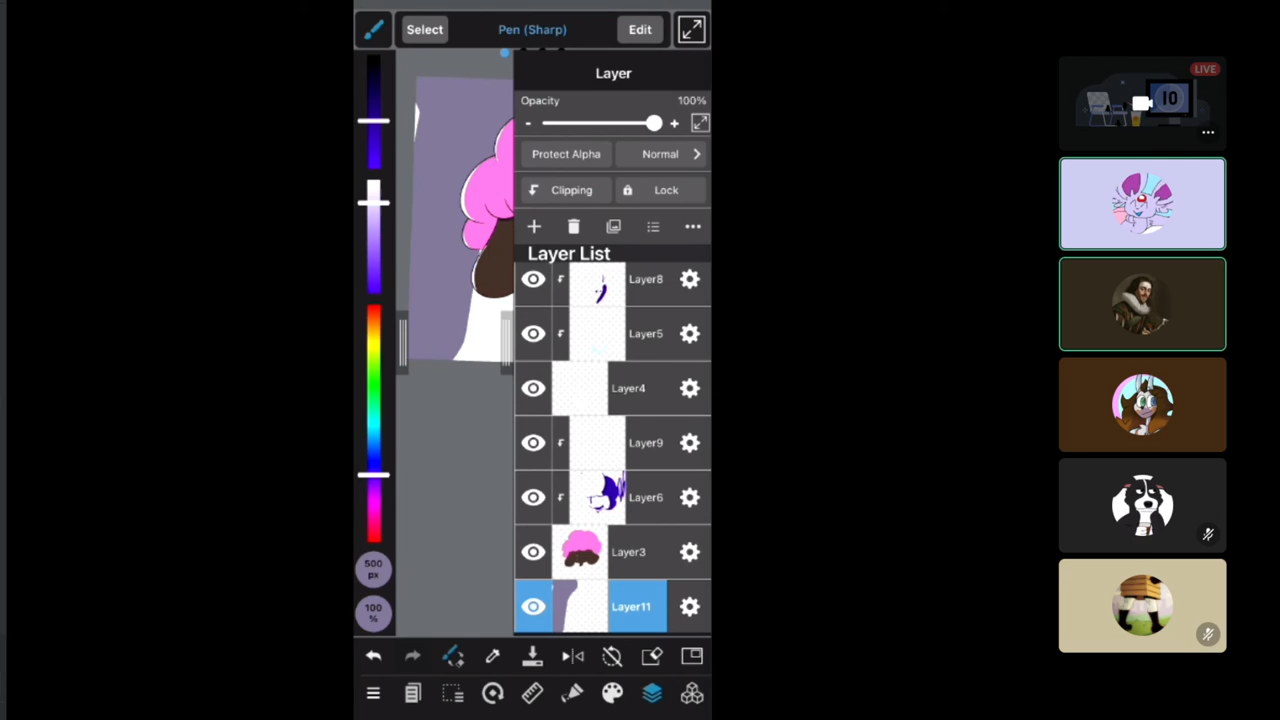 Select
Pen (Sharp)
Edit
Layer
Opacity
100%
-
+
Protect Alpha
Normal
Clipping
Lock
Layer List
Layer8
Layer5
Layer4
Layer9
Layer6
Layer3
Layer11
500
px
100
%
LIVE
10